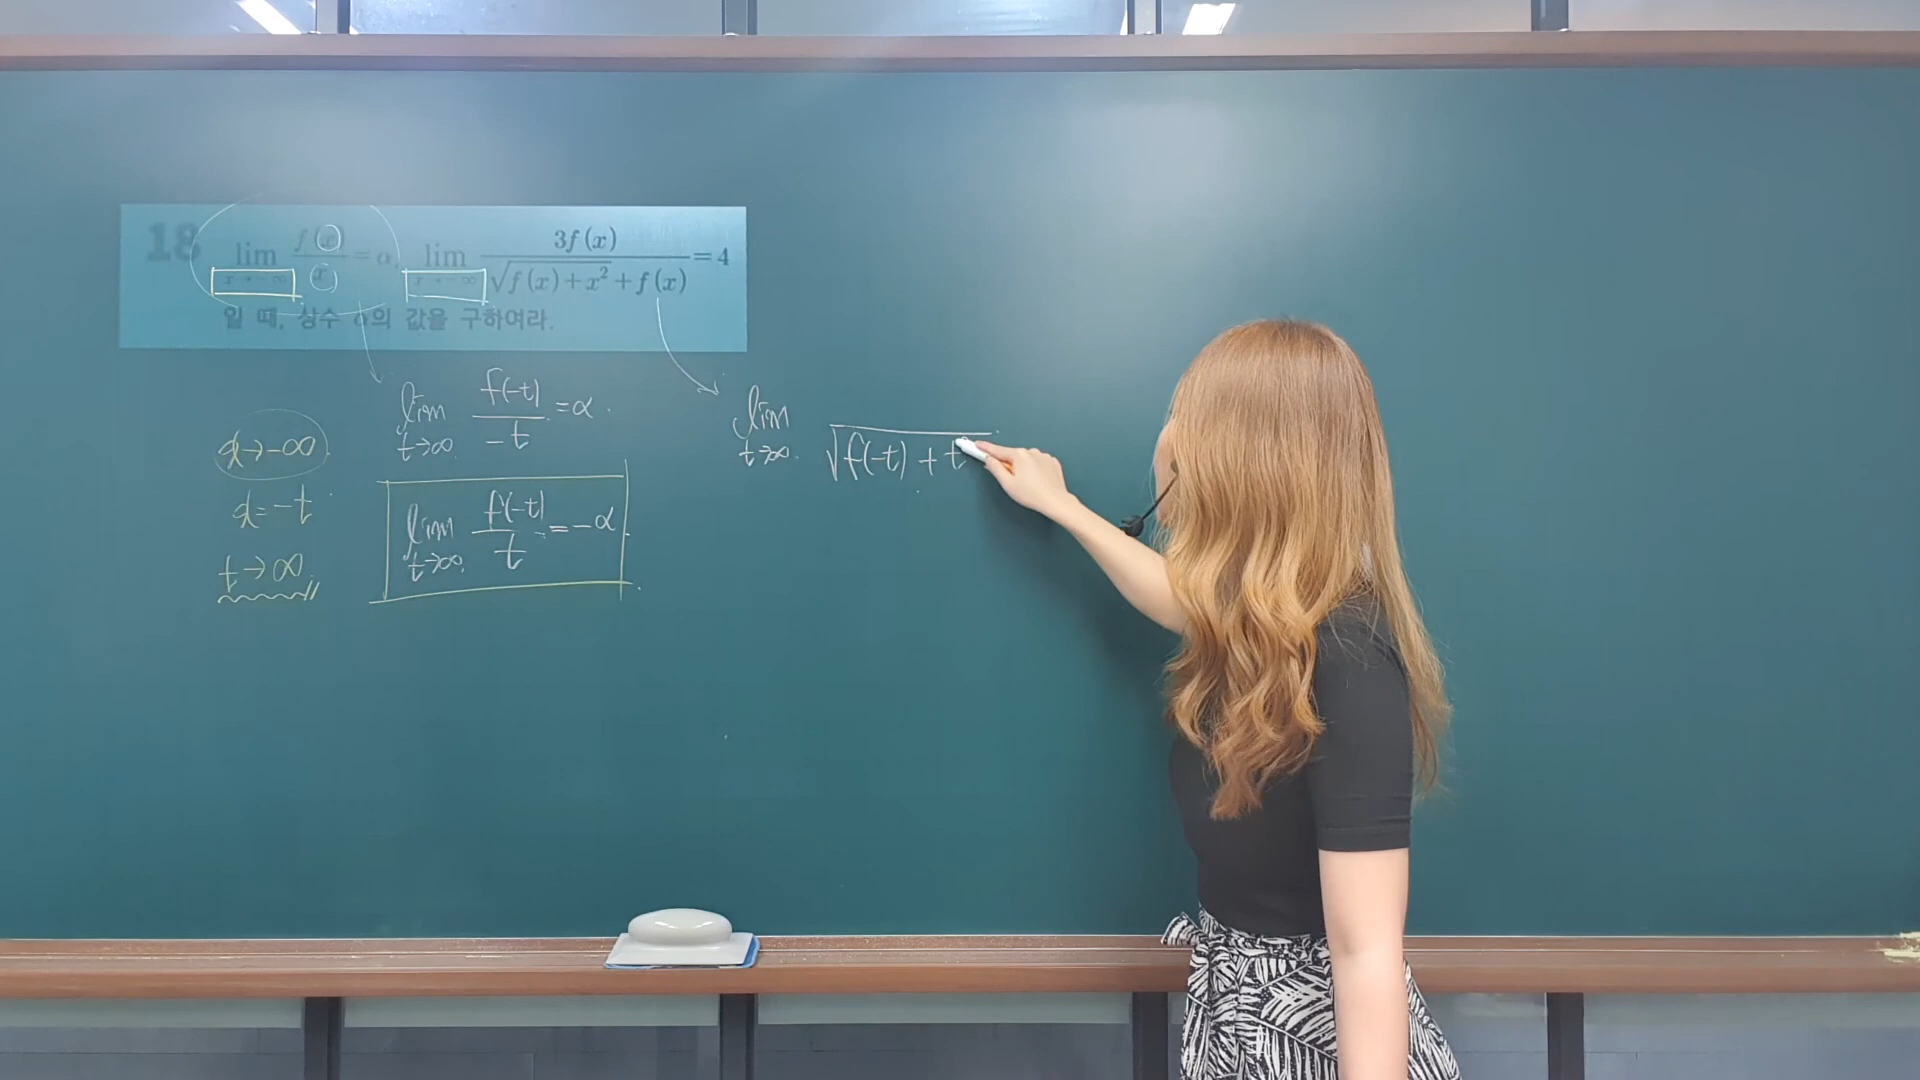 18 lim x→-∞ f(x)/x = α, lim x→-∞ 3f(x)/(√(f(x)+x²)+f(x)) = 4
일 때, 상수 α의 값을 구하여라.
x→-∞
x=-t
t→∞
lim t→∞ f(-t)/-t = α
lim t→∞ f(-t)/t = -α
lim t→∞ √(f(-t)+t